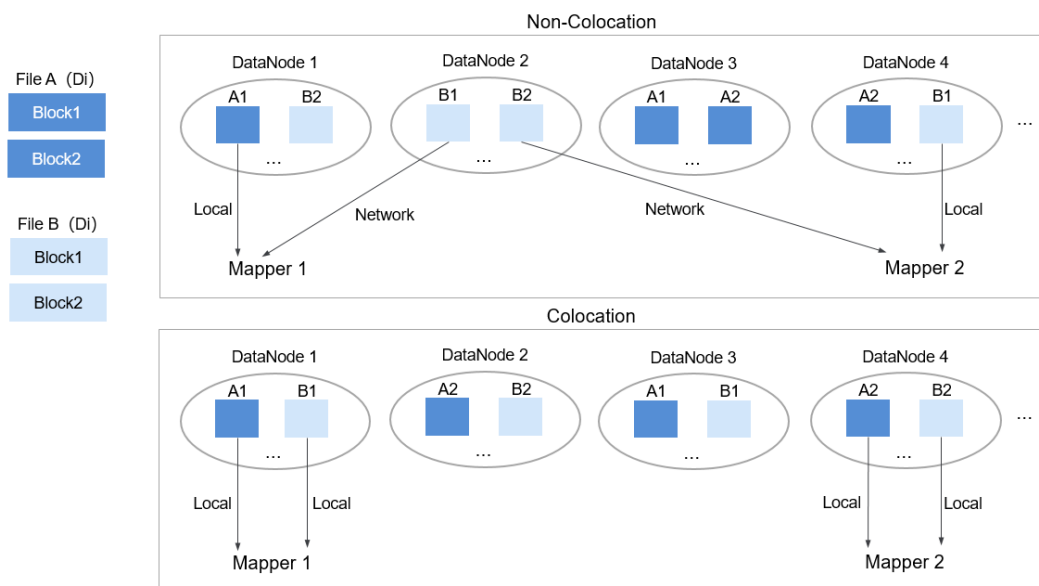 Non-Colocation
File A (Di)
Block1
Block2
File B (Di)
Block1
Block2
DataNode 1
DataNode 2
DataNode 3
DataNode 4
A1 B2
B1 B2
A1 A2
A2 B1
...
...
...
...
...
Local
Network
Network
Local
Mapper 1
Mapper 2
Colocation
DataNode 1
DataNode 2
DataNode 3
DataNode 4
A1 B1
A2 B2
A1 B1
A2 B2
...
...
...
...
...
Local
Local
Local
Local
Mapper 1
Mapper 2